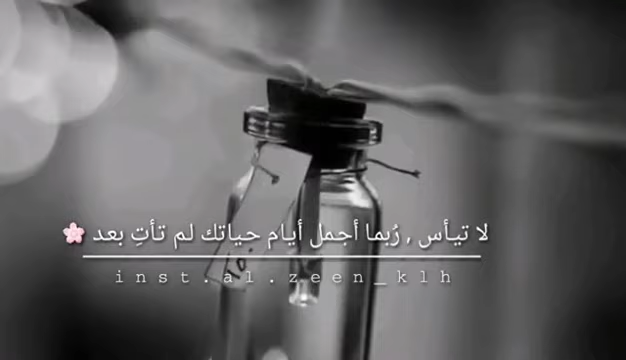 لا تيأس , رُبما أجمل أيام حياتك لم تأتِ بعد 🌸
inst.al.zeen_klh